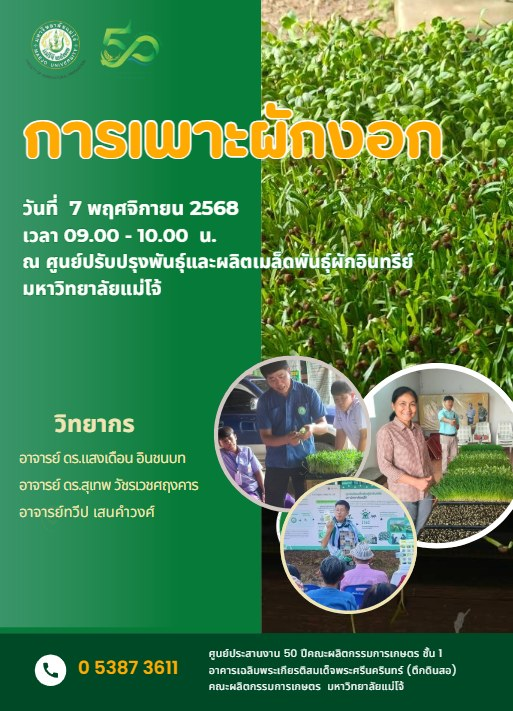 การเพาะผักงอก
วันที่ 7 พฤศจิกายน 2568
เวลา 09.00 - 10.00 น.
ณ ศูนย์ปรับปรุงพันธุ์และผลิตเมล็ดพันธุ์ผักอินทรีย์
มหาวิทยาลัยแม่โจ้
วิทยากร
อาจารย์ ดร.แสงเดือน อินชนบท
อาจารย์ ดร.สุเทพ วัชรเวชศฤงคาร
อาจารย์ทวีป เสนคำวงศ์
0 5387 3611
ศูนย์ประสานงาน 50 ปีคณะผลิตกรรมการเกษตร ชั้น 1
อาคารเฉลิมพระเกียรติสมเด็จพระศรีนครินทร์ (ตึกดินสอ)
คณะผลิตกรรมการเกษตร มหาวิทยาลัยแม่โจ้